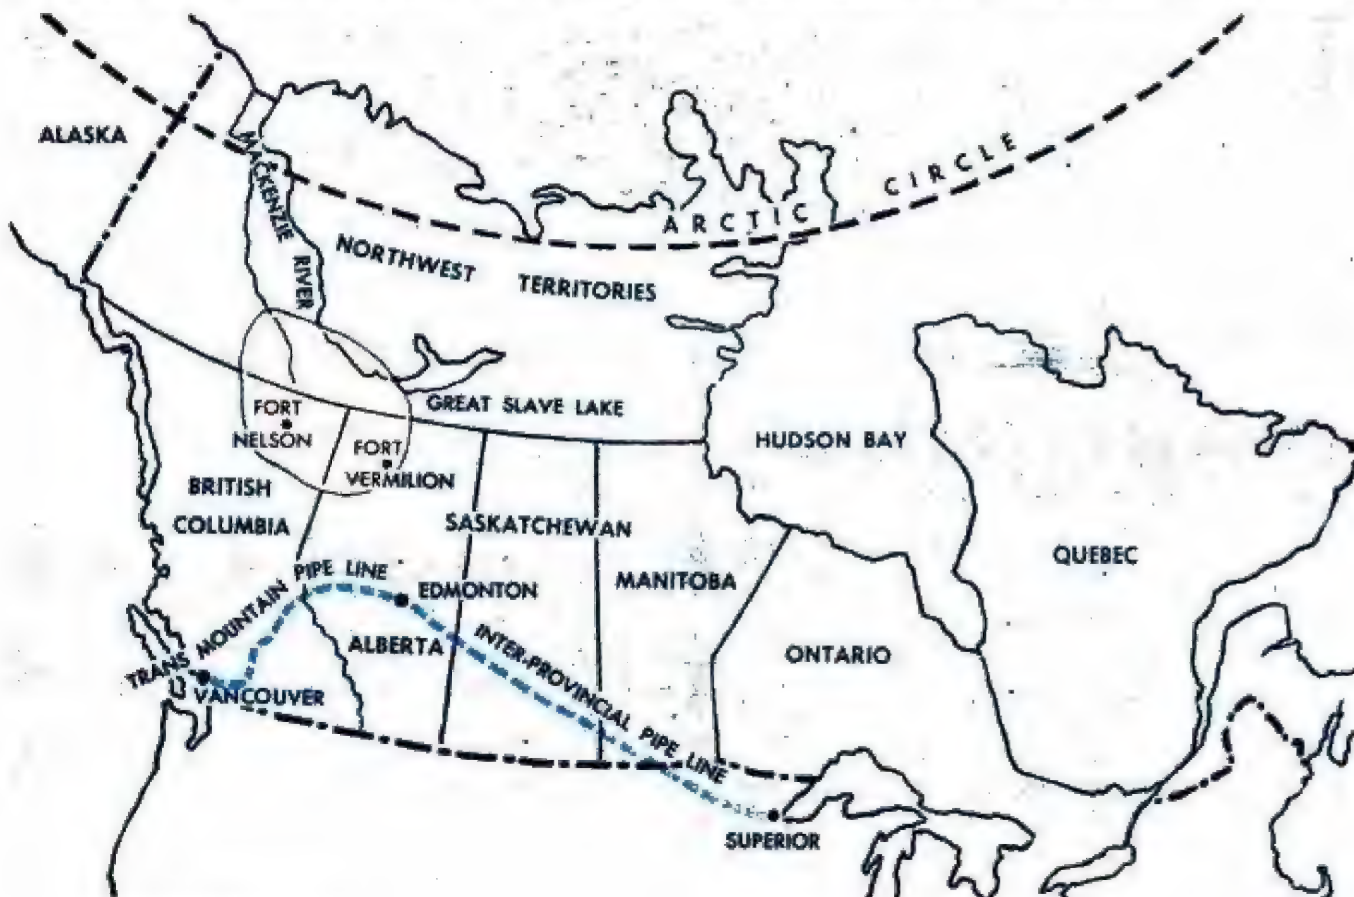 ALASKA
MACKENZIE RIVER
ARCTIC CIRCLE
NORTHWEST TERRITORIES
GREAT SLAVE LAKE
FORT
NELSON
FORT
VERMILION
HUDSON BAY
BRITISH
COLUMBIA
SASKATCHEWAN
QUEBEC
MANITOBA
TRANS MOUNTAIN PIPE LINE
EDMONTON
ALBERTA
INTER-PROVINCIAL PIPE LINE
ONTARIO
VANCOUVER
SUPERIOR